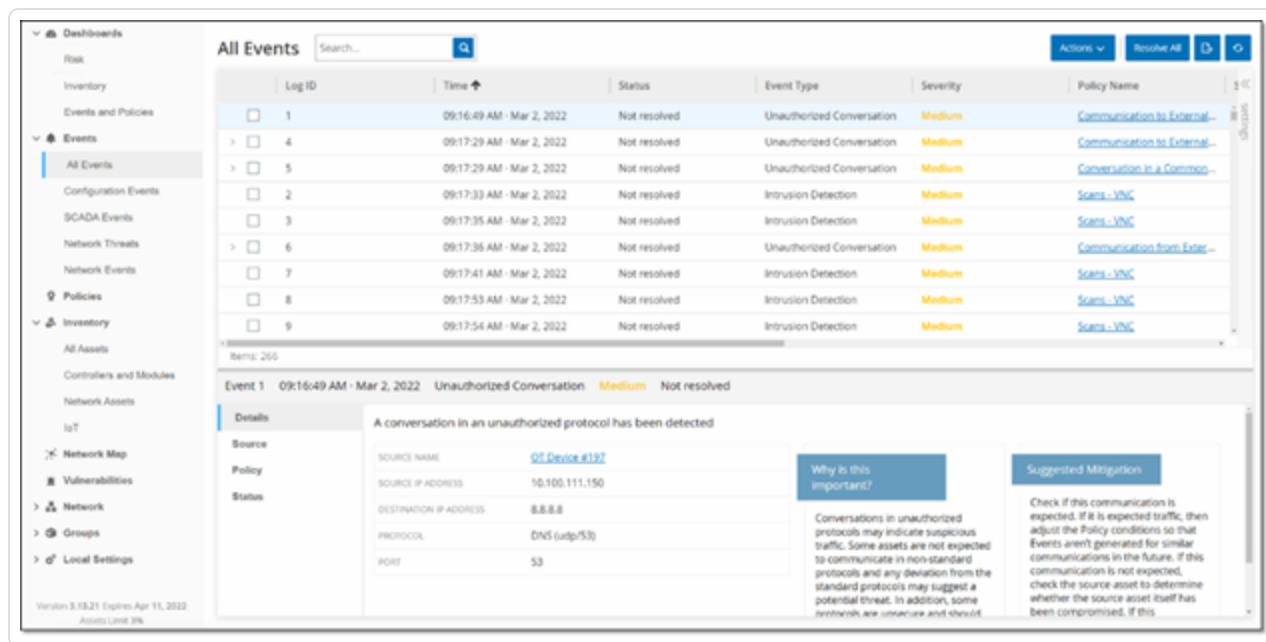 Dashboards
Risk
Inventory
Events and Policies
Events
All Events
Configuration Events
SCADA Events
Network Threats
Network Events
Policies
Inventory
All Assets
Controllers and Modules
Network Assets
IoT
Network Map
Vulnerabilities
Network
Groups
Local Settings
Version 3.13.21 Expires Apr 11, 2022
Assets Limit 3%
All Events Search... Actions Resolve All
Log ID Time Status Event Type Severity Policy Name
settings
1 09:16:49 AM · Mar 2, 2022 Not resolved Unauthorized Conversation Medium Communication to External...
4 09:17:29 AM · Mar 2, 2022 Not resolved Unauthorized Conversation Medium Communication to External...
5 09:17:29 AM · Mar 2, 2022 Not resolved Unauthorized Conversation Medium Conversation in a Common...
2 09:17:33 AM · Mar 2, 2022 Not resolved Intrusion Detection Medium Scans - VNC
3 09:17:35 AM · Mar 2, 2022 Not resolved Intrusion Detection Medium Scans - VNC
6 09:17:36 AM · Mar 2, 2022 Not resolved Unauthorized Conversation Medium Communication from Exter...
7 09:17:41 AM · Mar 2, 2022 Not resolved Intrusion Detection Medium Scans - VNC
8 09:17:53 AM · Mar 2, 2022 Not resolved Intrusion Detection Medium Scans - VNC
9 09:17:54 AM · Mar 2, 2022 Not resolved Intrusion Detection Medium Scans - VNC
Items: 266
Event 1 09:16:49 AM · Mar 2, 2022 Unauthorized Conversation Medium Not resolved
Details
Source
Policy
Status
A conversation in an unauthorized protocol has been detected
SOURCE NAME OT Device #197
SOURCE IP ADDRESS 10.100.111.150
DESTINATION IP ADDRESS 8.8.8.8
PROTOCOL DNS (udp/53)
PORT 53
Why is this
important?
Conversations in unauthorized
protocols may indicate suspicious
traffic. Some assets are not expected
to communicate in non-standard
protocols and any deviation from the
standard protocols may suggest a
potential threat. In addition, some
protocols are unsecure and should
Suggested Mitigation
Check if this communication is
expected. If it is expected traffic, then
adjust the Policy conditions so that
Events aren't generated for similar
communications in the future. If this
communication is not expected,
check the source asset to determine
whether the source asset itself has
been compromised. If this